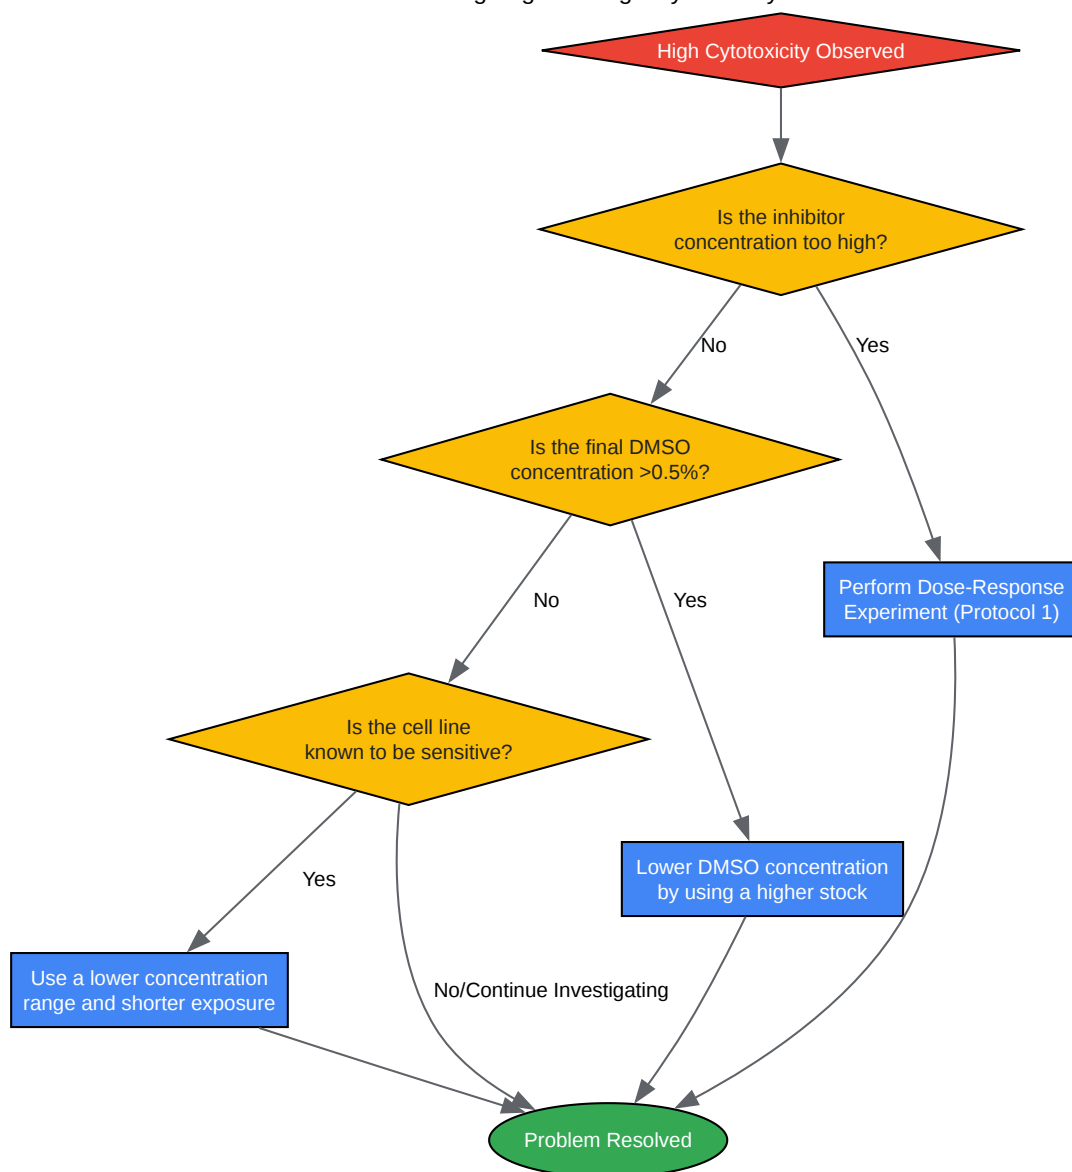 High Cytotoxicity Observed
Is the inhibitor
concentration too high?
No
Yes
Is the final DMSO
concentration >0.5%?
No
Yes
Perform Dose-Response
Experiment (Protocol 1)
Is the cell line
known to be sensitive?
Yes
Lower DMSO concentration
by using a higher stock
Use a lower concentration
range and shorter exposure
No/Continue Investigating
Problem Resolved